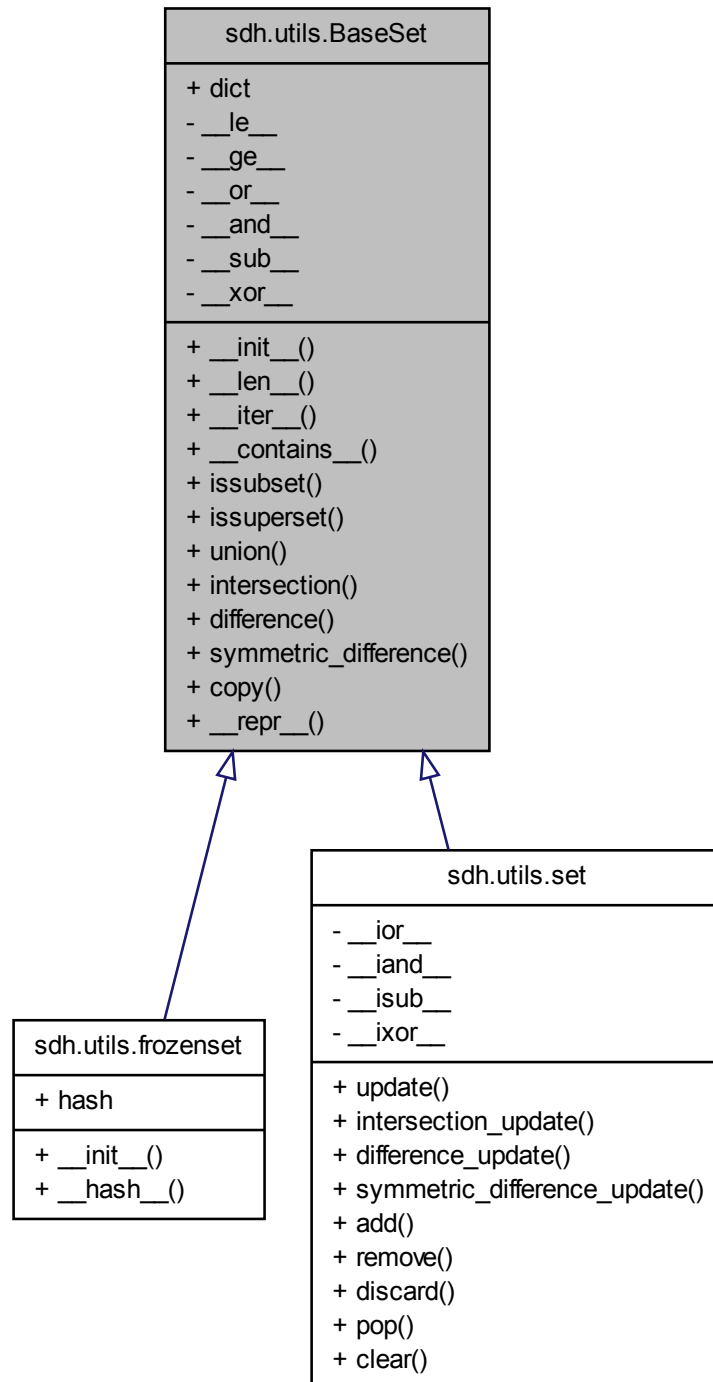 sdh.utils.BaseSet
+ dict
- __le__
- __ge__
- __or__
- __and__
- __sub__
- __xor__
+ __init__()
+ __len__()
+ __iter__()
+ __contains__()
+ issubset()
+ issuperset()
+ union()
+ intersection()
+ difference()
+ symmetric_difference()
+ copy()
+ __repr__()
sdh.utils.frozenset
+ hash
+ __init__()
+ __hash__()
sdh.utils.set
- __ior__
- __iand__
- __isub__
- __ixor__
+ update()
+ intersection_update()
+ difference_update()
+ symmetric_difference_update()
+ add()
+ remove()
+ discard()
+ pop()
+ clear()